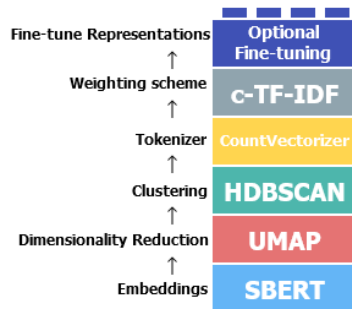 Fine-tune Representations
Optional
Fine-tuning
↑
Weighting scheme
c-TF-IDF
↑
Tokenizer
CountVectorizer
↑
Clustering
HDBSCAN
↑
Dimensionality Reduction
UMAP
↑
Embeddings
SBERT